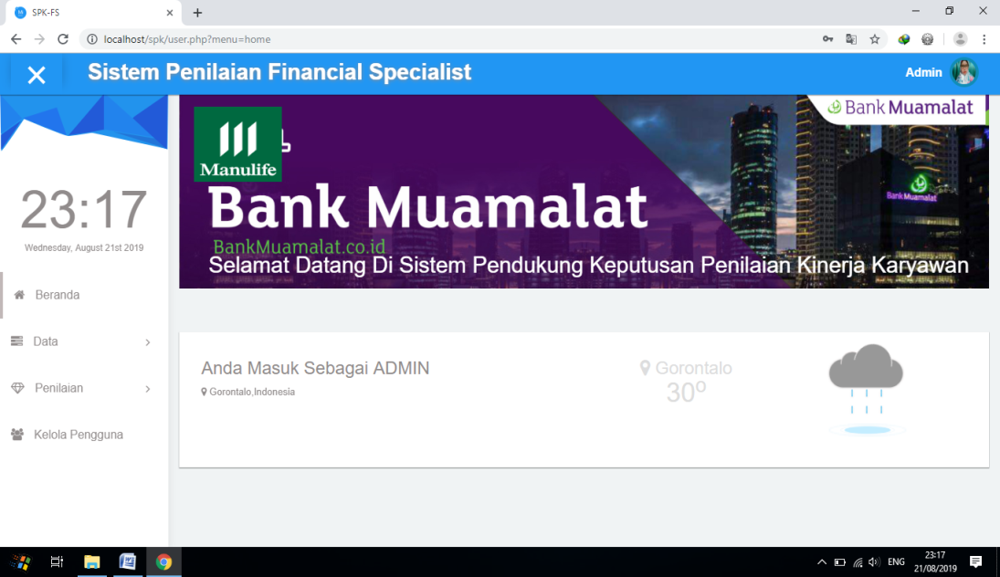 SPK-FS
localhost/spk/user.php?menu=home
Sistem Penilaian Financial Specialist
Admin
Bank Muamalat
Manulife
Bank Muamalat
BankMuamalat
BankMuamalat.co.id
Selamat Datang Di Sistem Pendukung Keputusan Penilaian Kinerja Karyawan
23:17
Wednesday, August 21st 2019
Beranda
Data
Penilaian
Kelola Pengguna
Anda Masuk Sebagai ADMIN
Gorontalo,Indonesia
Gorontalo
30º
ENG
23:17
21/08/2019